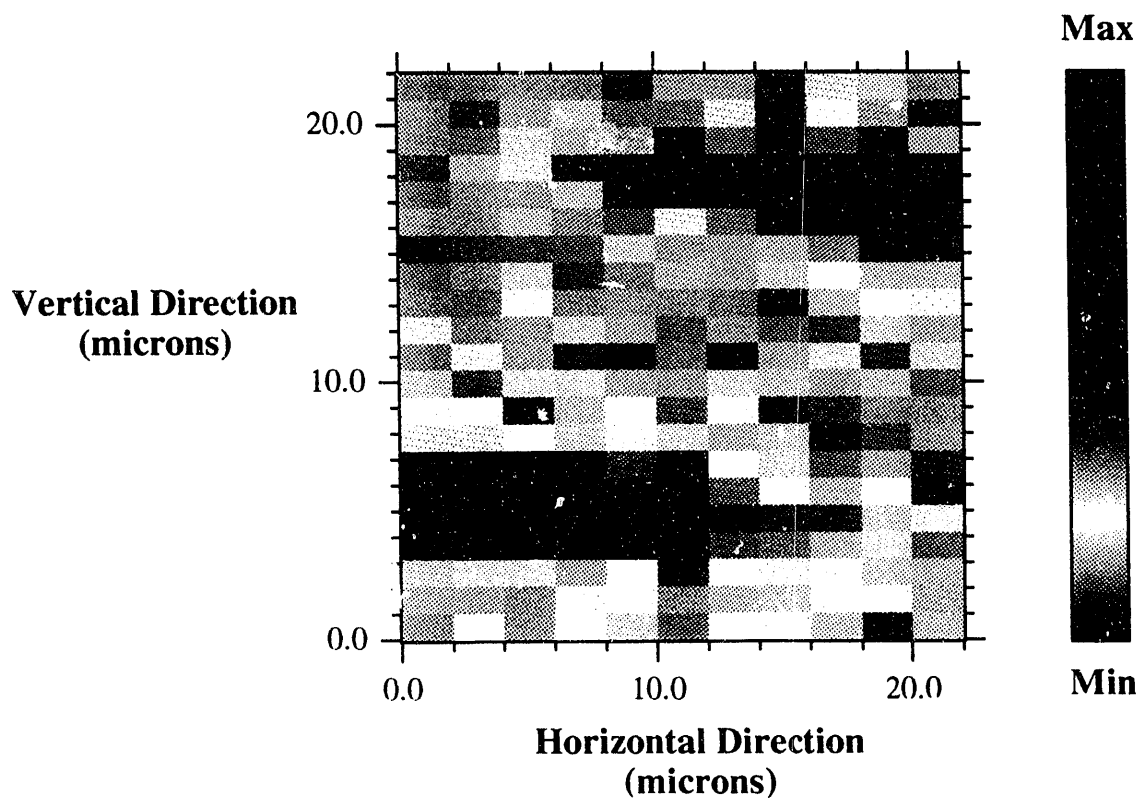 Max
20.0
Vertical Direction
(microns)
10.0
0.0
0.0 10.0 20.0
Min
Horizontal Direction
(microns)